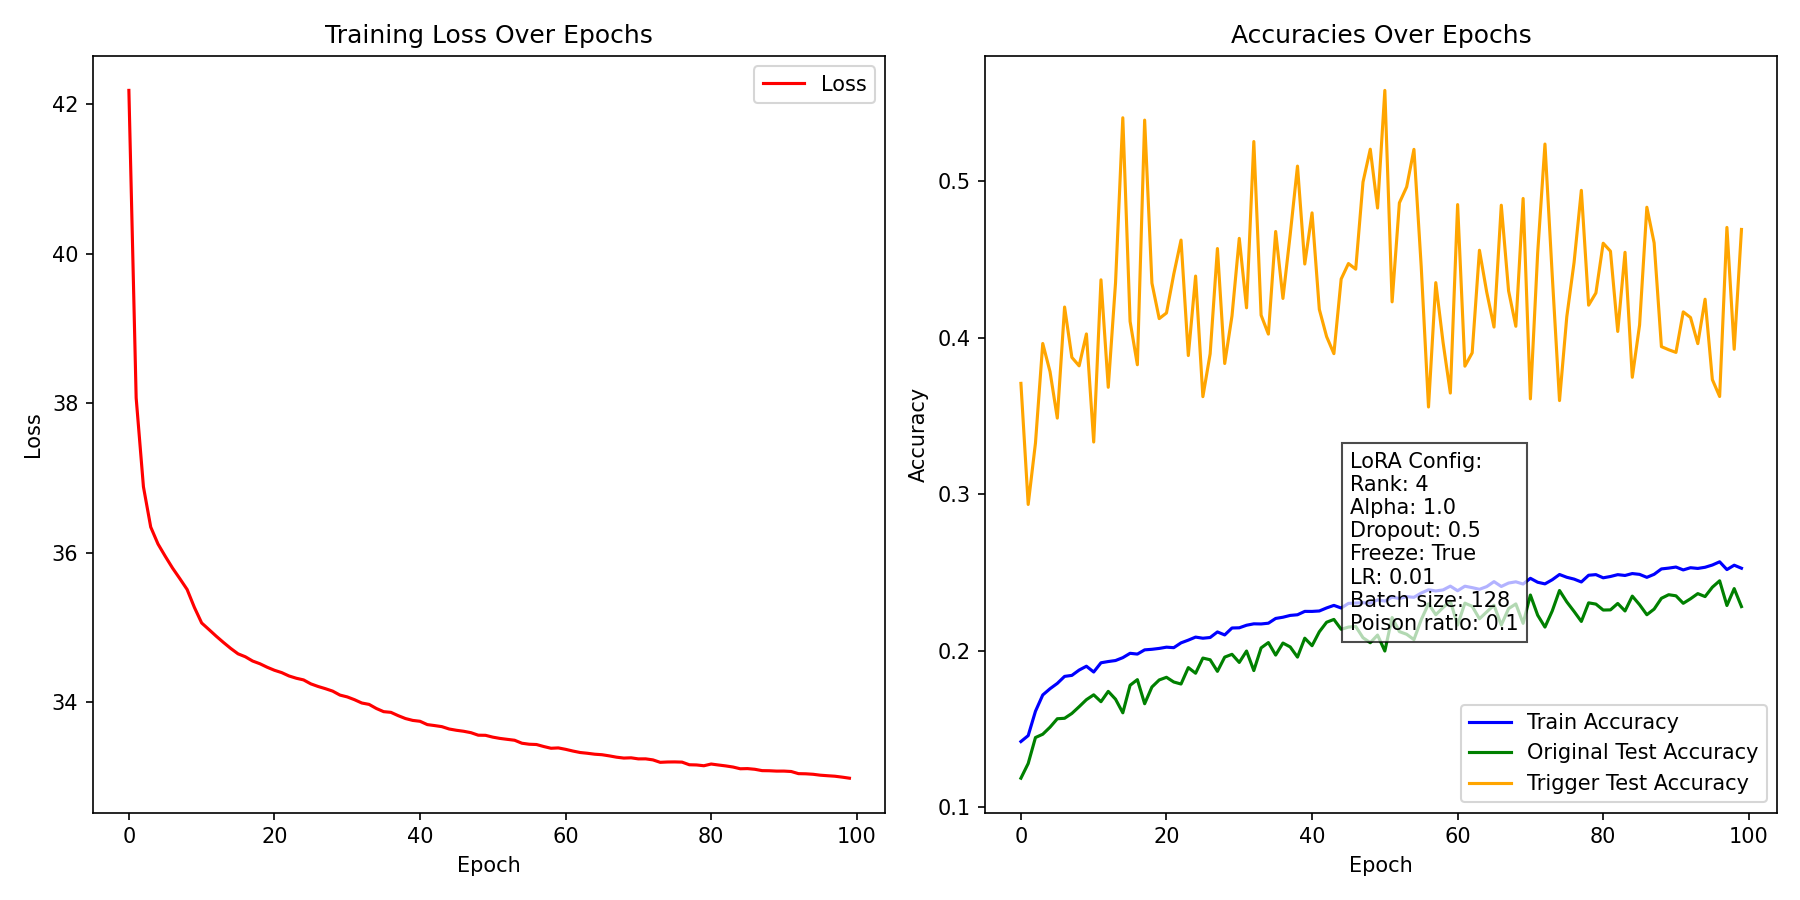 Training Loss Over Epochs
Loss
42
40
38
36
34
Loss
0
20
40
60
80
100
Epoch
Accuracies Over Epochs
0.5
0.4
0.3
0.2
0.1
Accuracy
LoRA Config:
Rank: 4
Alpha: 1.0
Dropout: 0.5
Freeze: True
LR: 0.01
Batch size: 128
Poison ratio: 0.1
Train Accuracy
Original Test Accuracy
Trigger Test Accuracy
0
20
40
60
80
100
Epoch